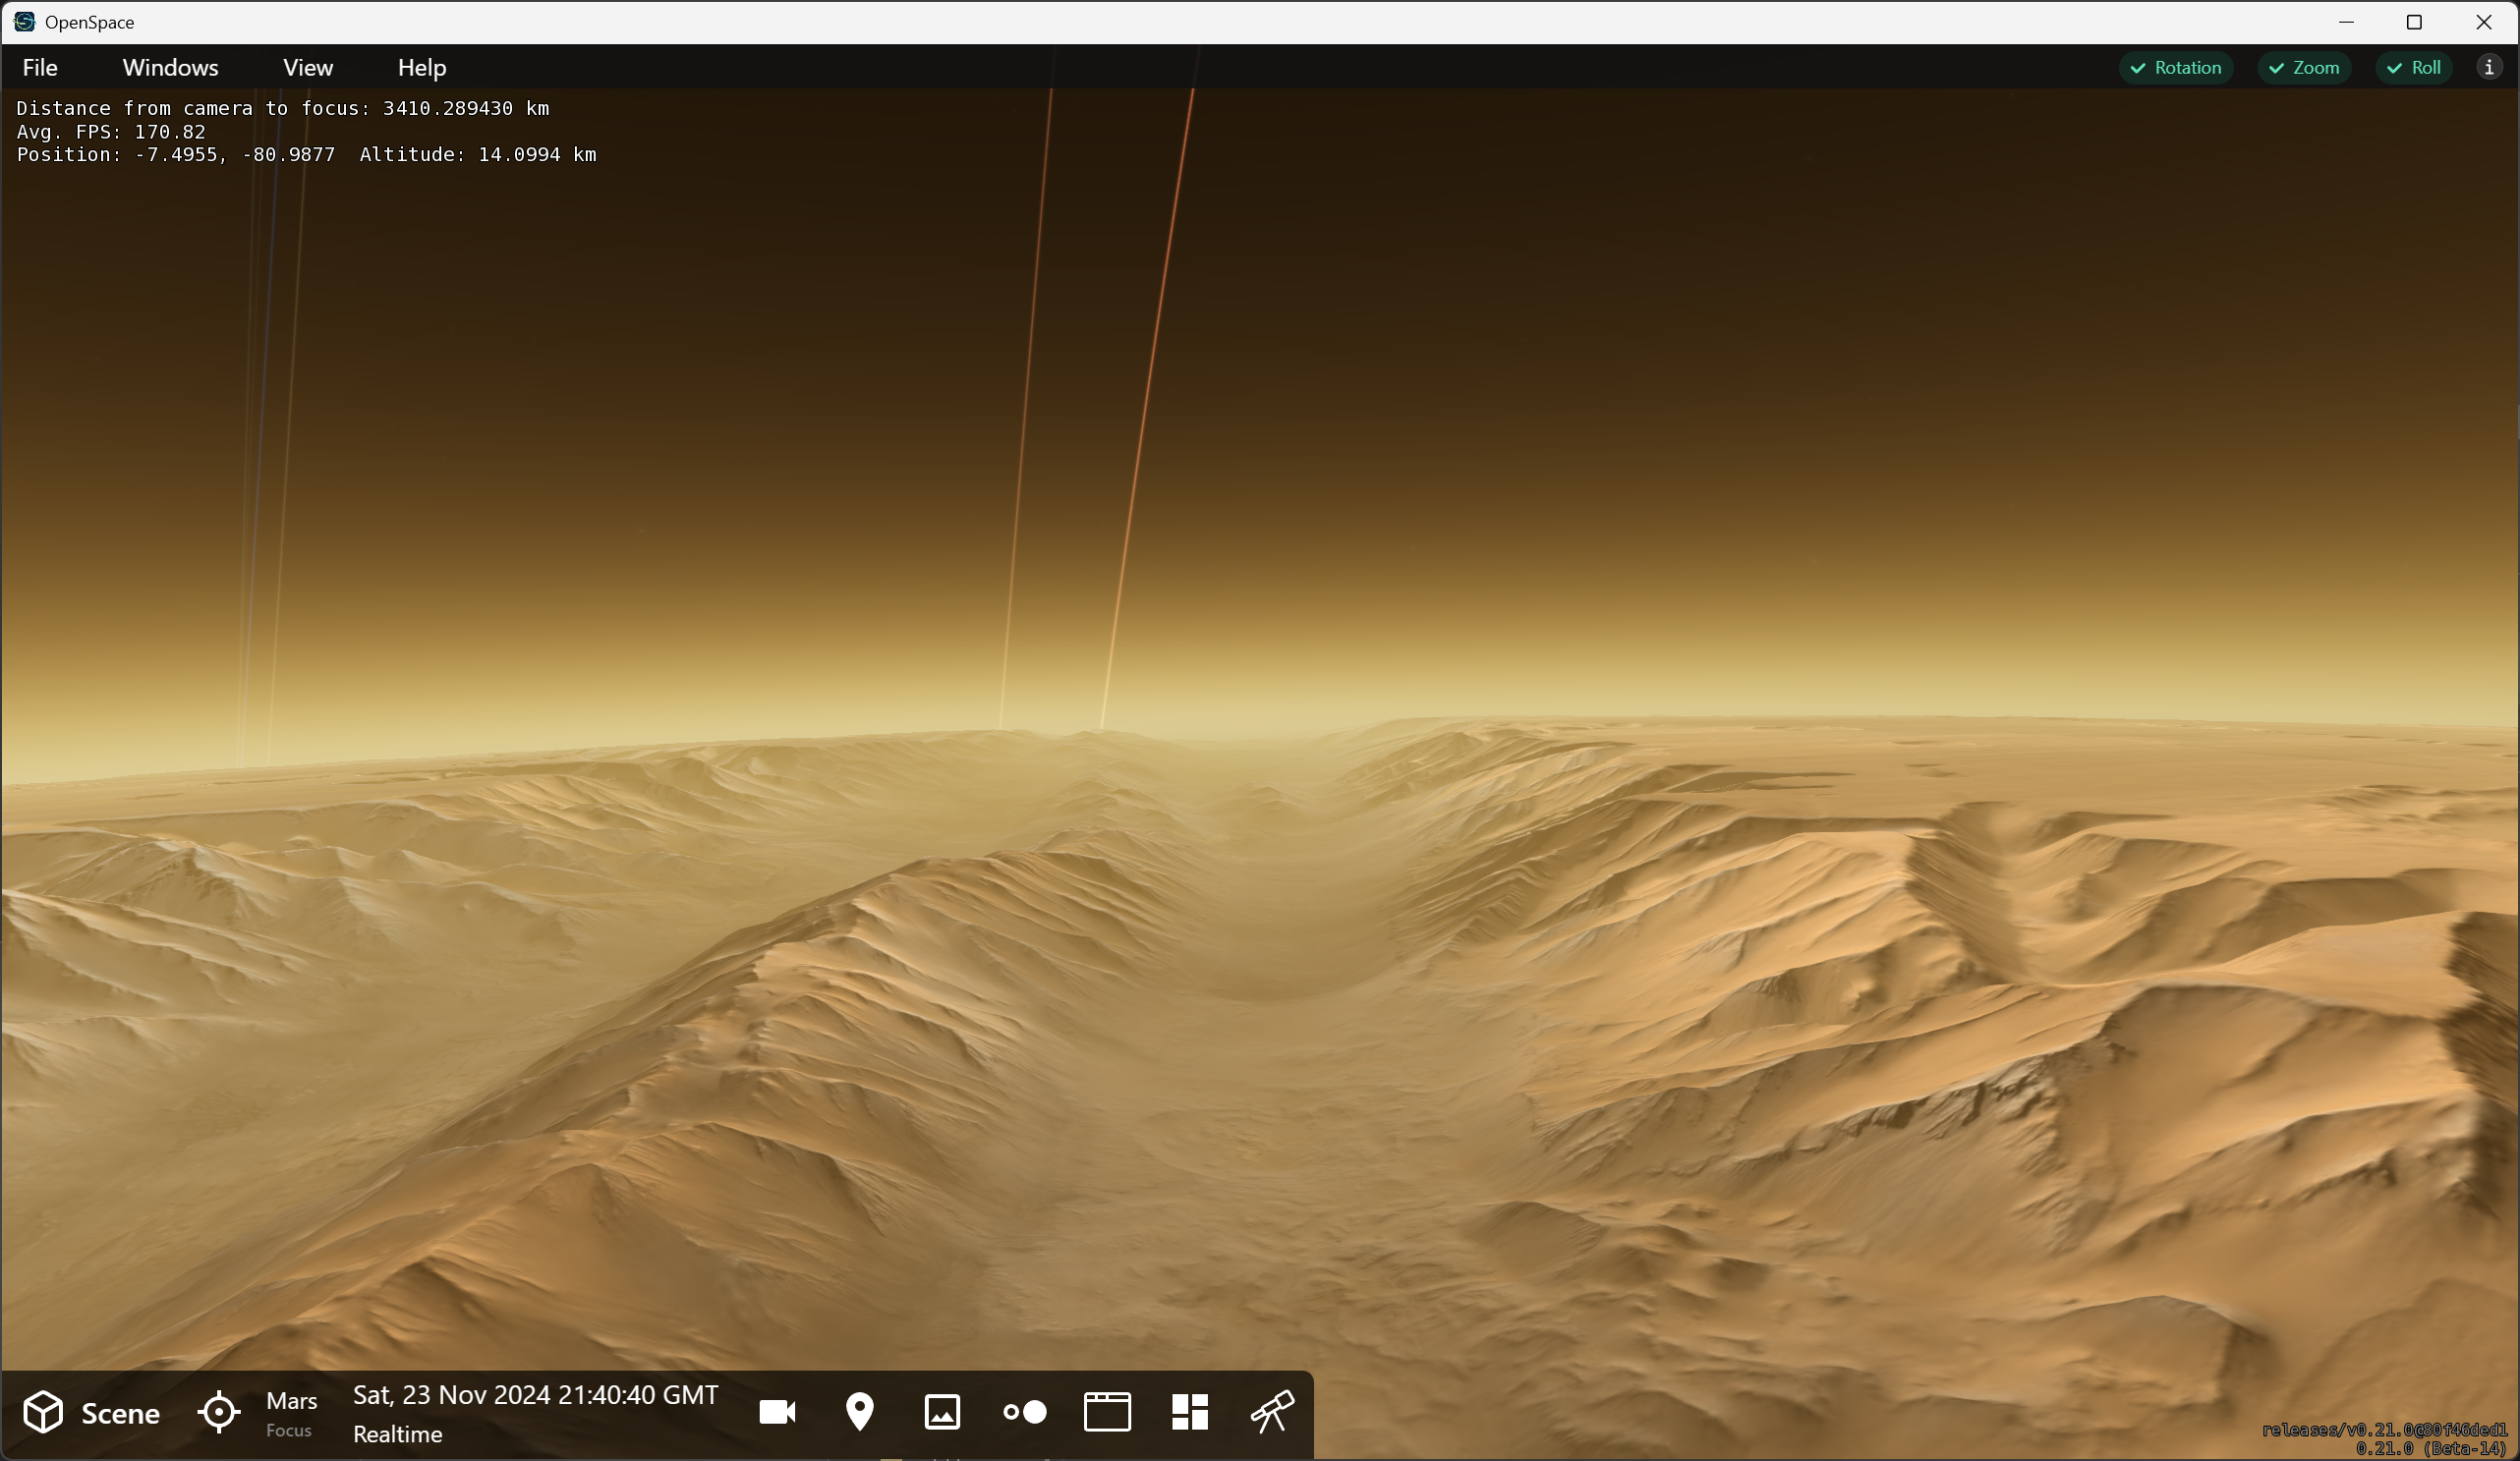 OpenSpace
File Windows View Help Rotation Zoom Roll
Distance from camera to focus: 3410.289430 km
Avg. FPS: 170.82
Position: -7.4955, -80.9877 Altitude: 14.0994 km
Scene
Mars
Focus
Sat, 23 Nov 2024 21:40:40 GMT
Realtime
releases/v0.21.0@80f46ded1
0.21.0 (Beta-14)